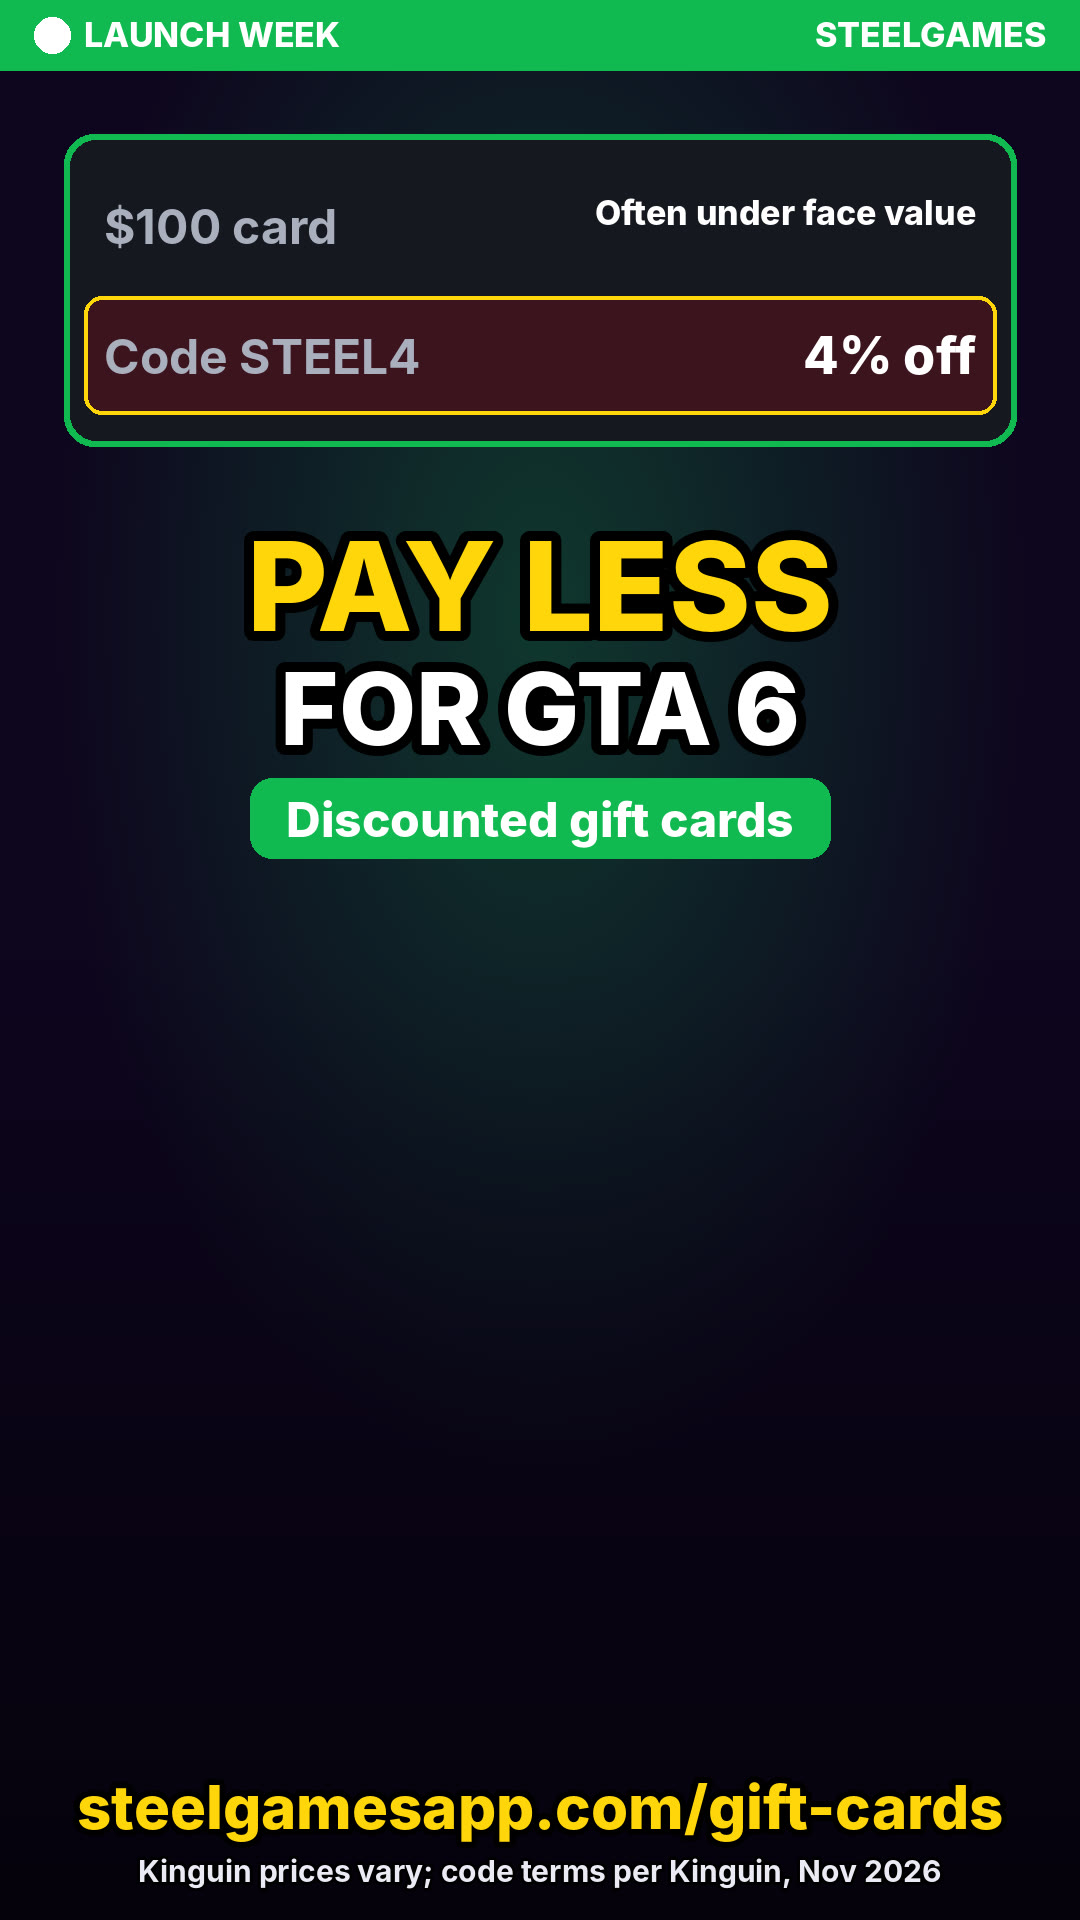 LAUNCH WEEK
STEELGAMES
$100 card
Often under face value
Code STEEL4
4% off
PAY LESS
FOR GTA 6
Discounted gift cards
steelgamesapp.com/gift-cards
Kinguin prices vary; code terms per Kinguin, Nov 2026